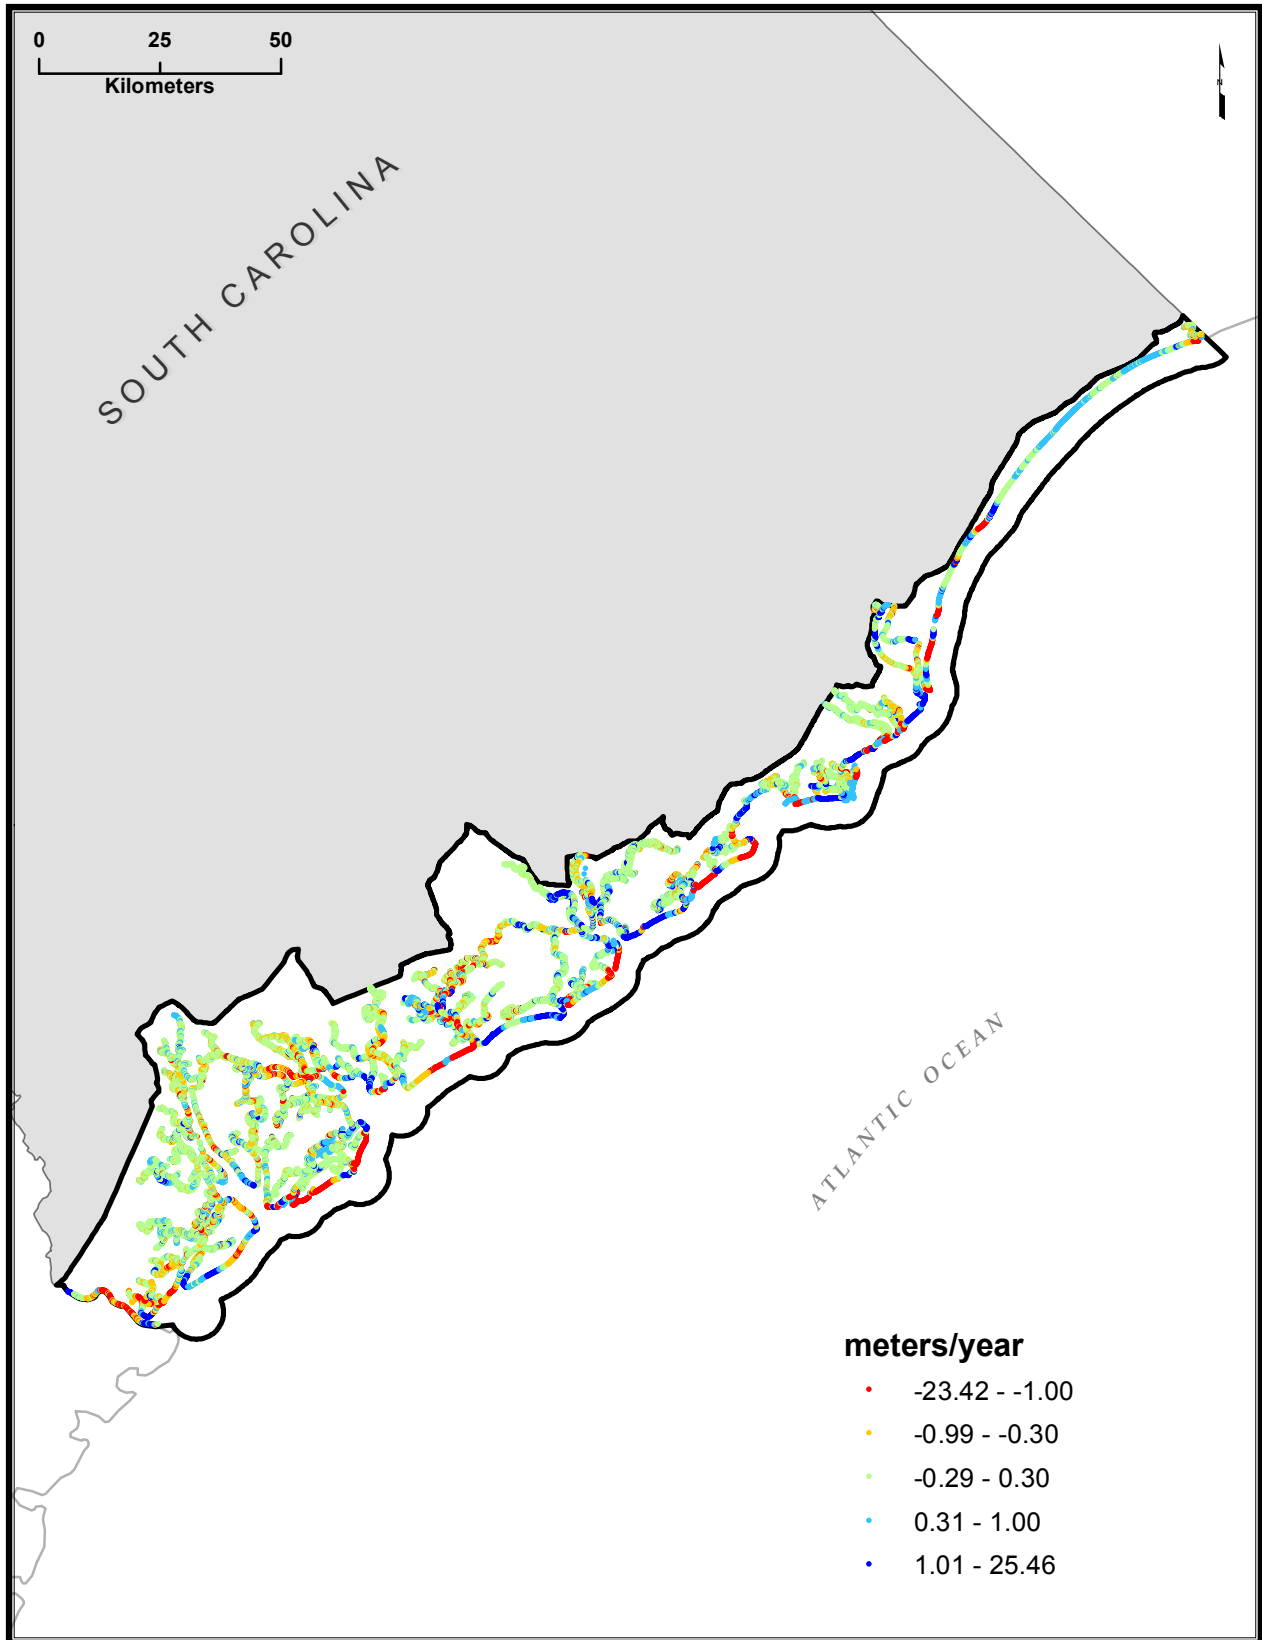 0 25 50
Kilometers
N
SOUTH CAROLINA
ATLANTIC OCEAN
meters/year
-23.42 - -1.00
-0.99 - -0.30
-0.29 - 0.30
0.31 - 1.00
1.01 - 25.46